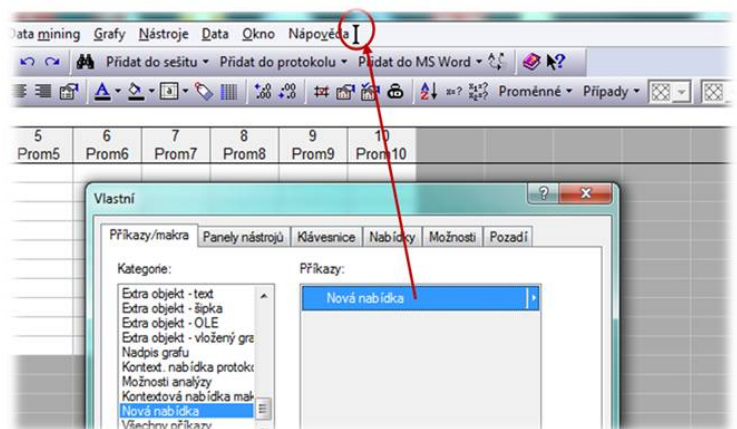 Data mining Grafy Nástroje Data Okno Nápověda
Přidat do sešitu Přidat do protokolu Přidat do MS Word
x=? Proměnné Případy
5 6 7 8 9 10
Prom5 Prom6 Prom7 Prom8 Prom9 Prom10
Vlastní
Příkazy/makra Panely nástrojů Klávesnice Nabídky Možnosti Pozadí
Kategorie: Příkazy:
Extra objekt - text
Extra objekt - šipka
Extra objekt - OLE
Extra objekt - vložený gra
Nadpis grafu
Kontext. nabídka protoko
Možnosti analýzy
Kontextová nabídka mak
Nová nabídka
Všechny příkazy
Nová nabídka